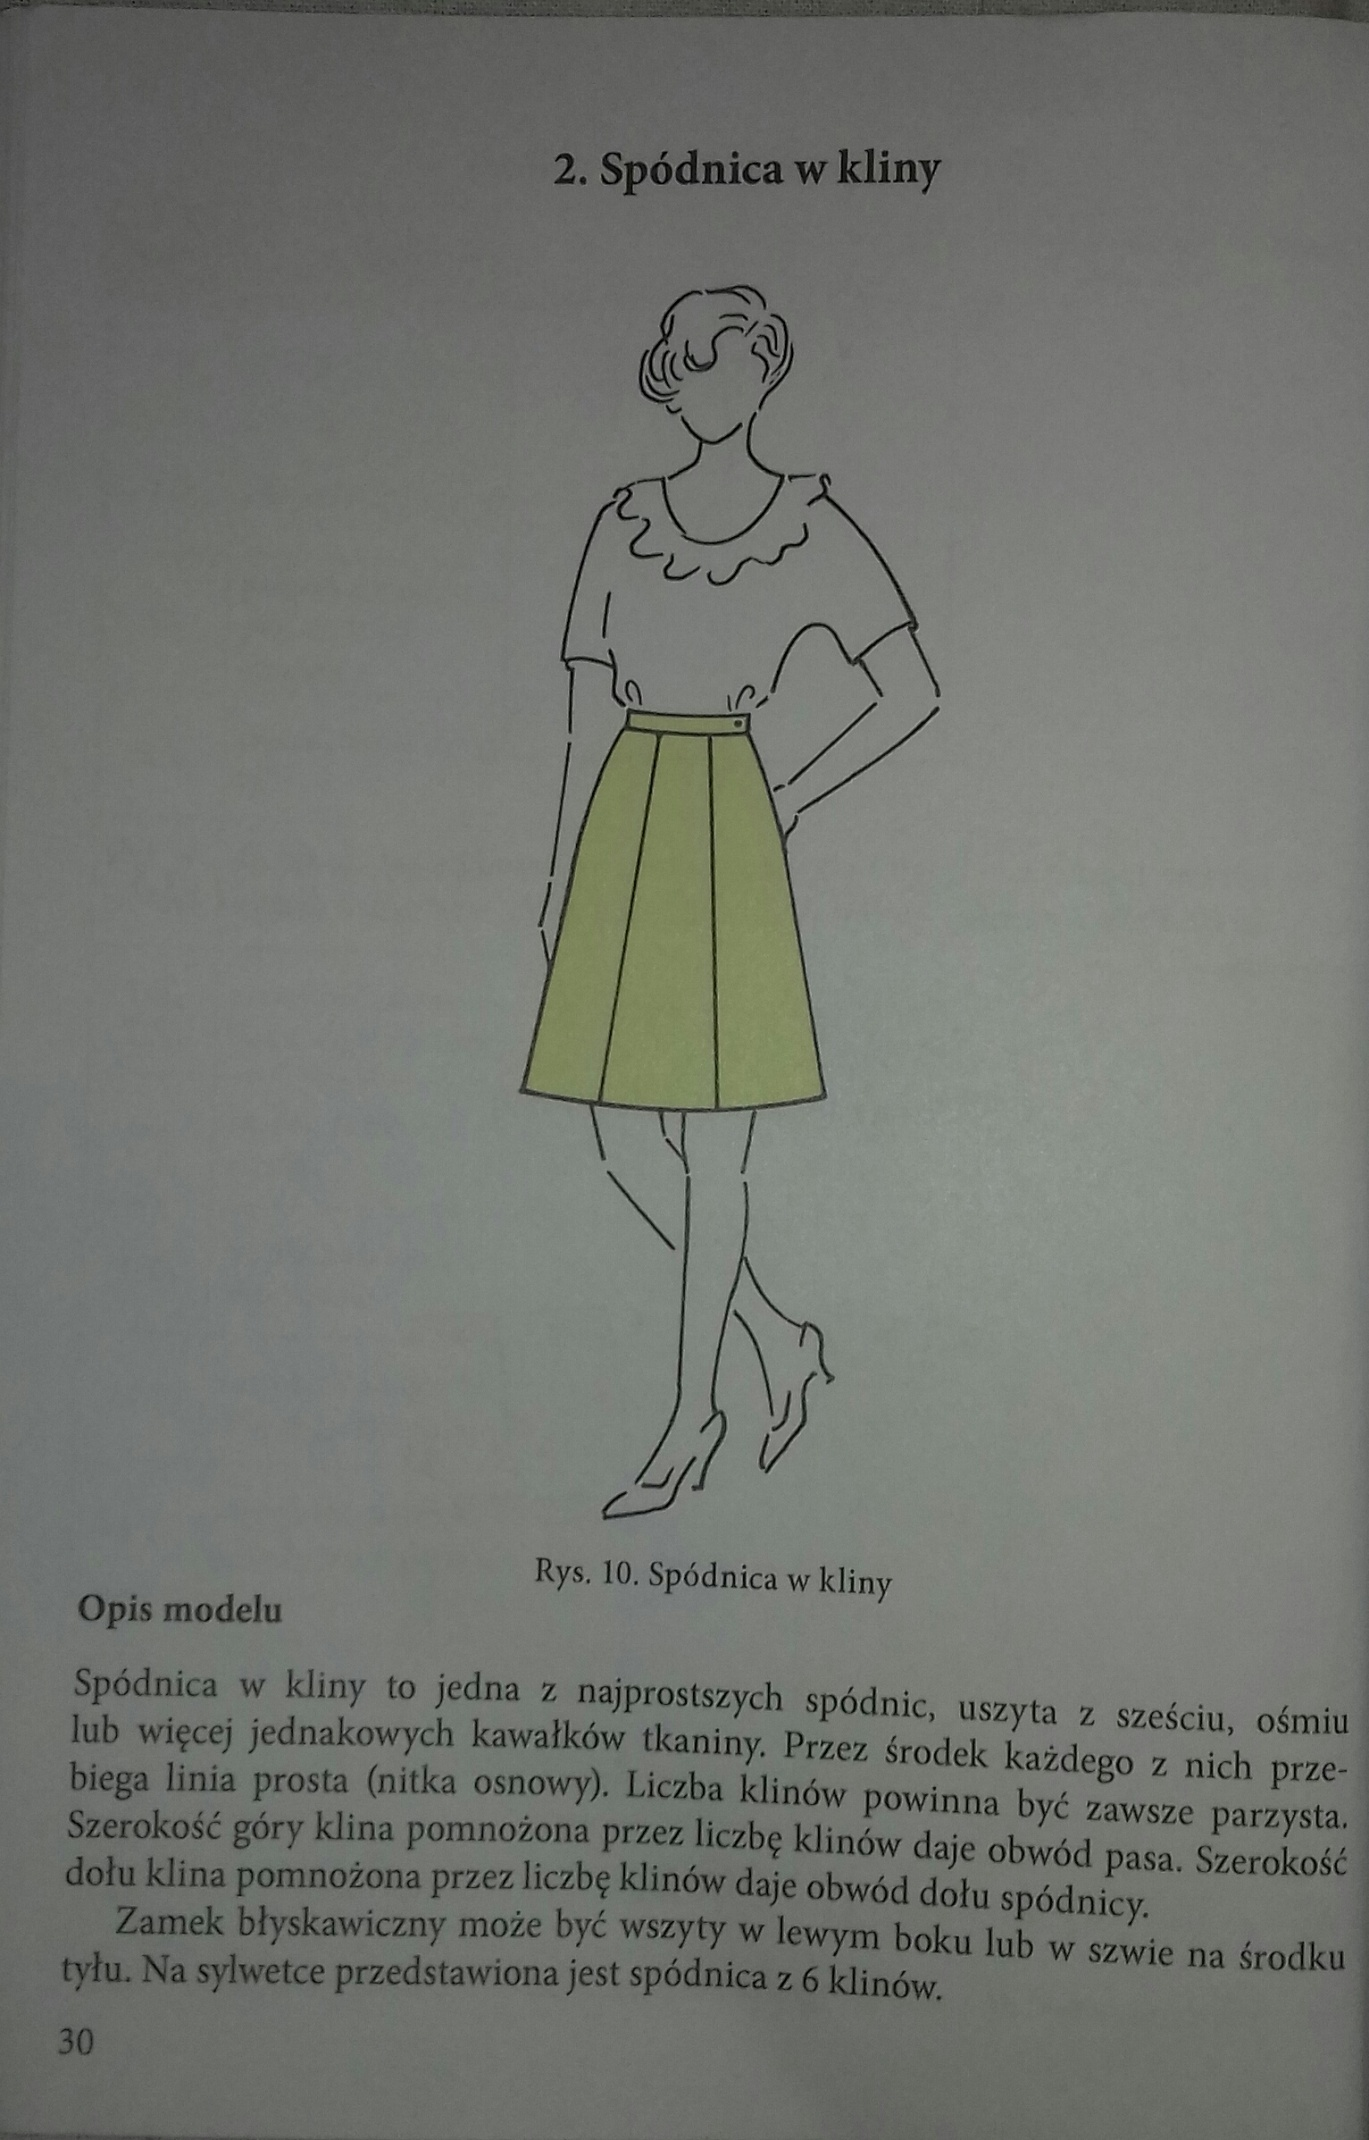 2. Spódnica w kliny
Rys. 10. Spódnica w kliny
Opis modelu
Spódnica w kliny to jedna z najprostszych spódnic, uszyta z sześciu, ośmiu
lub więcej jednakowych kawałków tkaniny. Przez środek każdego z nich prze-
biega linia prosta (nitka osnowy). Liczba klinów powinna być zawsze parzysta.
Szerokość góry klina pomnożona przez liczbę klinów daje obwód pasa. Szerokość
dołu klina pomnożona przez liczbę klinów daje obwód dołu spódnicy.
Zamek błyskawiczny może być wszyty w lewym boku lub w szwie na środku
tyłu. Na sylwetce przedstawiona jest spódnica z 6 klinów.
30